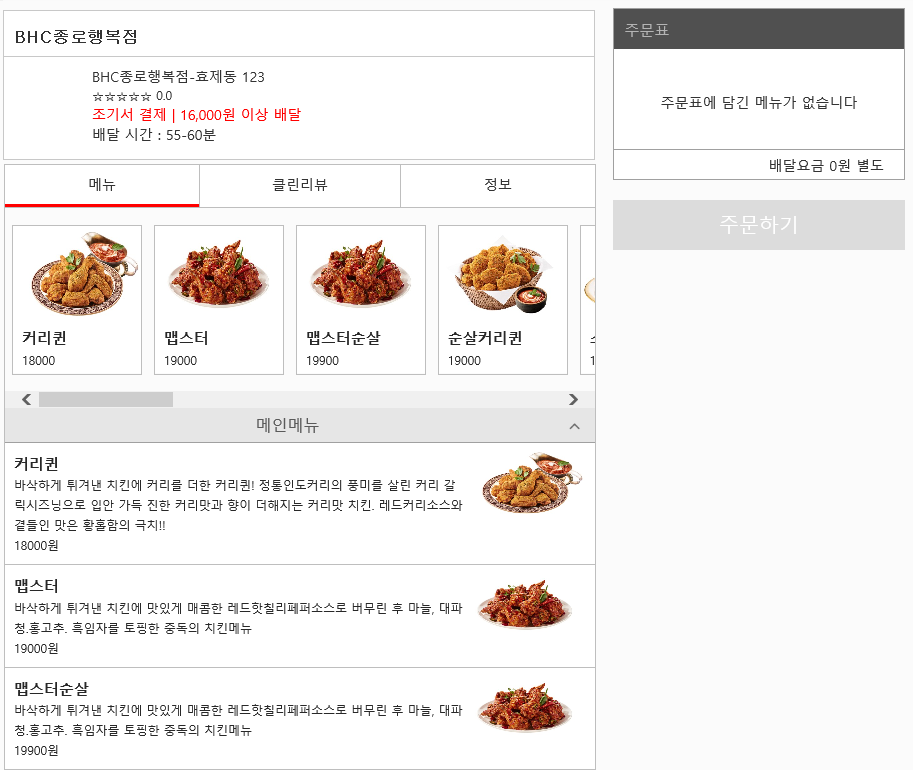 BHC종로행복점
BHC종로행복점-효제동 123
☆☆☆☆☆ 0.0
조기서 결제 | 16,000원 이상 배달
배달 시간 : 55-60분
메뉴 클린리뷰 정보
커리퀸 맵스터 맵스터순살 순살커리퀸
18000 19000 19900 19000
메인메뉴
커리퀸
바삭하게 튀겨낸 치킨에 커리를 더한 커리퀸! 정통인도커리의 풍미를 살린 커리 갈
릭시즈닝으로 입안 가득 진한 커리맛과 향이 더해지는 커리맛 치킨. 레드커리소스와
곁들인 맛은 황홀함의 극치!!
18000원
맵스터
바삭하게 튀겨낸 치킨에 맛있게 매콤한 레드핫칠리페퍼소스로 버무린 후 마늘, 대파
청.홍고추. 흑임자를 토핑한 중독의 치킨메뉴
19000원
맵스터순살
바삭하게 튀겨낸 치킨에 맛있게 매콤한 레드핫칠리페퍼소스로 버무린 후 마늘, 대파
청.홍고추. 흑임자를 토핑한 중독의 치킨메뉴
19900원
주문표
주문표에 담긴 메뉴가 없습니다
배달요금 0원 별도
주문하기